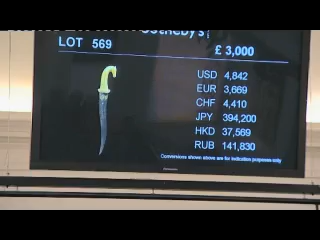 Sotheby's
LOT 569
£ 3,000
USD 4,842
EUR 3,669
CHF 4,410
JPY 394,200
HKD 37,569
RUB 141,830
Conversions shown above are for indication purposes only